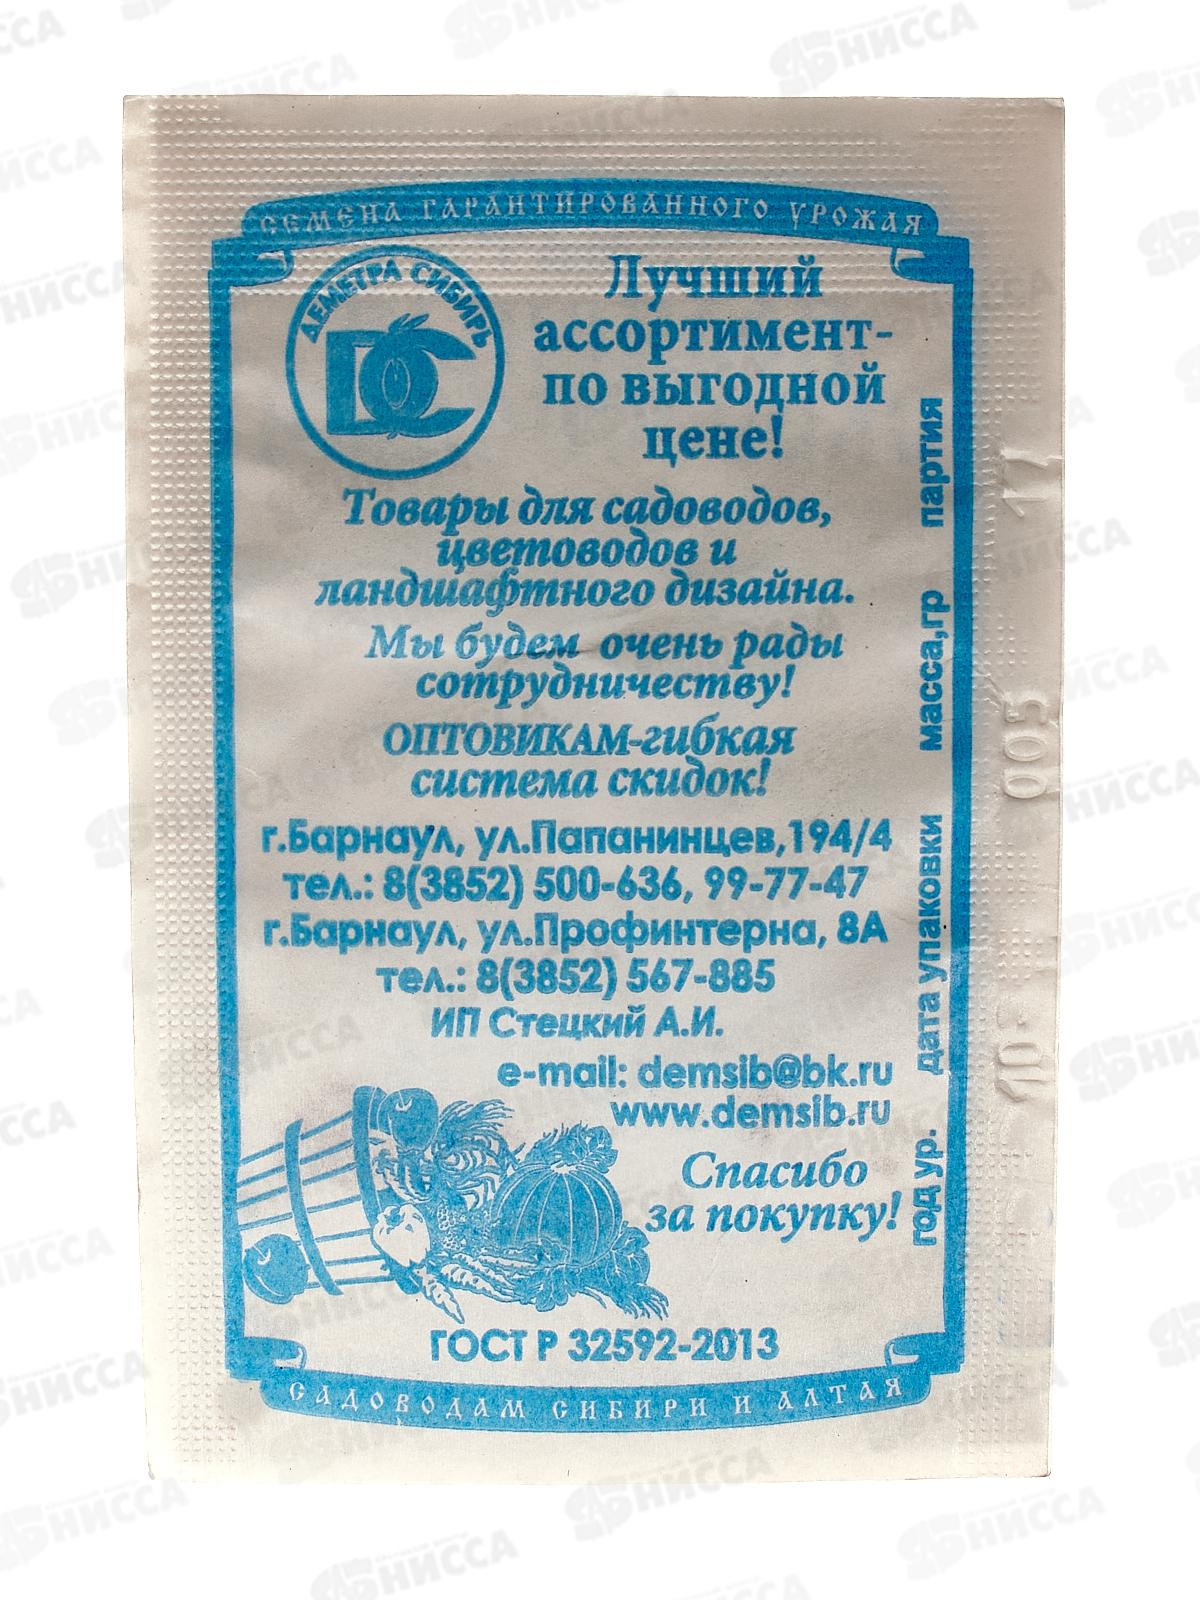 СЕМЕНА ГАРАНТИРОВАННОГО УРОЖАЯ
ДЕМЕТРА СИБИРЬ
DC
Лучший
ассортимент-
по выгодной
цене!
Товары для садоводов,
цветоводов и
ландшафтного дизайна.
Мы будем очень рады
сотрудничеству!
ОПТОВИКАМ-гибкая
система скидок!
г.Барнаул, ул.Папанинцев,194/4
тел.: 8(3852) 500-636, 99-77-47
г.Барнаул, ул.Профинтерна, 8А
тел.: 8(3852) 567-885
ИП Стецкий А.И.
e-mail: demsib@bk.ru
www.demsib.ru
Спасибо
за покупку!
ГОСТ Р 32592-2013
САДОВОДАМ СИБИРИ И АЛТАЯ
год ур. дата упаковки масса,гр партия
005 17
НИССА